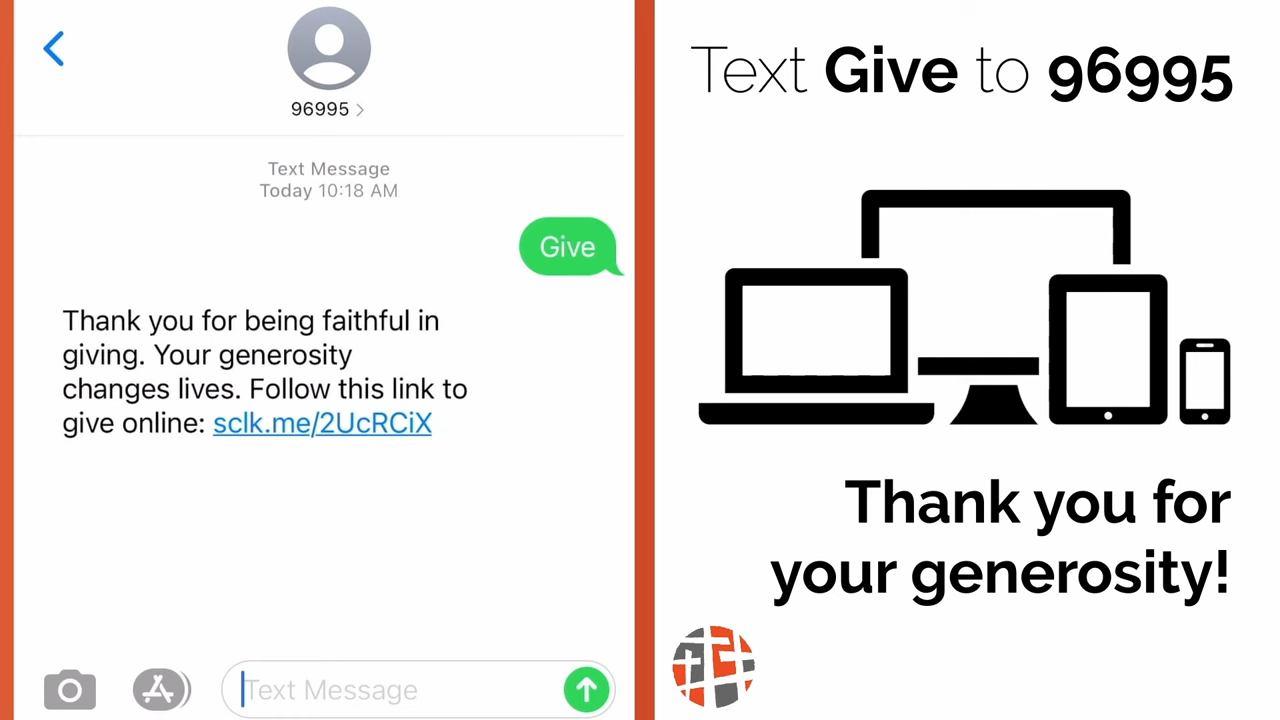 96995
Text Message
Today 10:18 AM
Give
Thank you for being faithful in
giving. Your generosity
changes lives. Follow this link to
give online: sclk.me/2UcRCiX
Text Message
Text Give to 96995
Thank you for
your generosity!